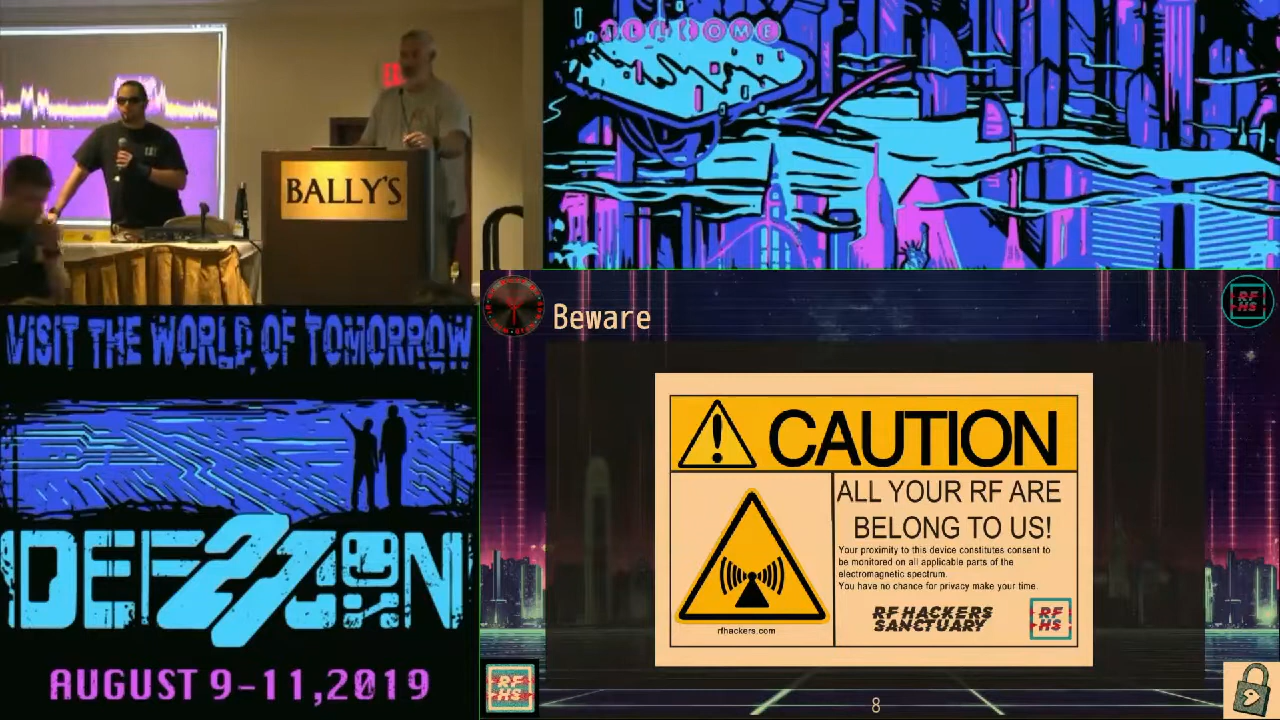 WELCOME
BALLY'S
VISIT THE WORLD OF TOMORROW
DEFCON
AUGUST 9-11,2019
Beware
RF
HS
CAUTION
ALL YOUR RF ARE
BELONG TO US!
Your proximity to this device constitutes consent to
be monitored on all applicable parts of the
electromagnetic spectrum.
You have no chance for privacy make your time.
rfhackers.com
RF HACKERS
SANCTUARY
RF
HS
RF
HS
8